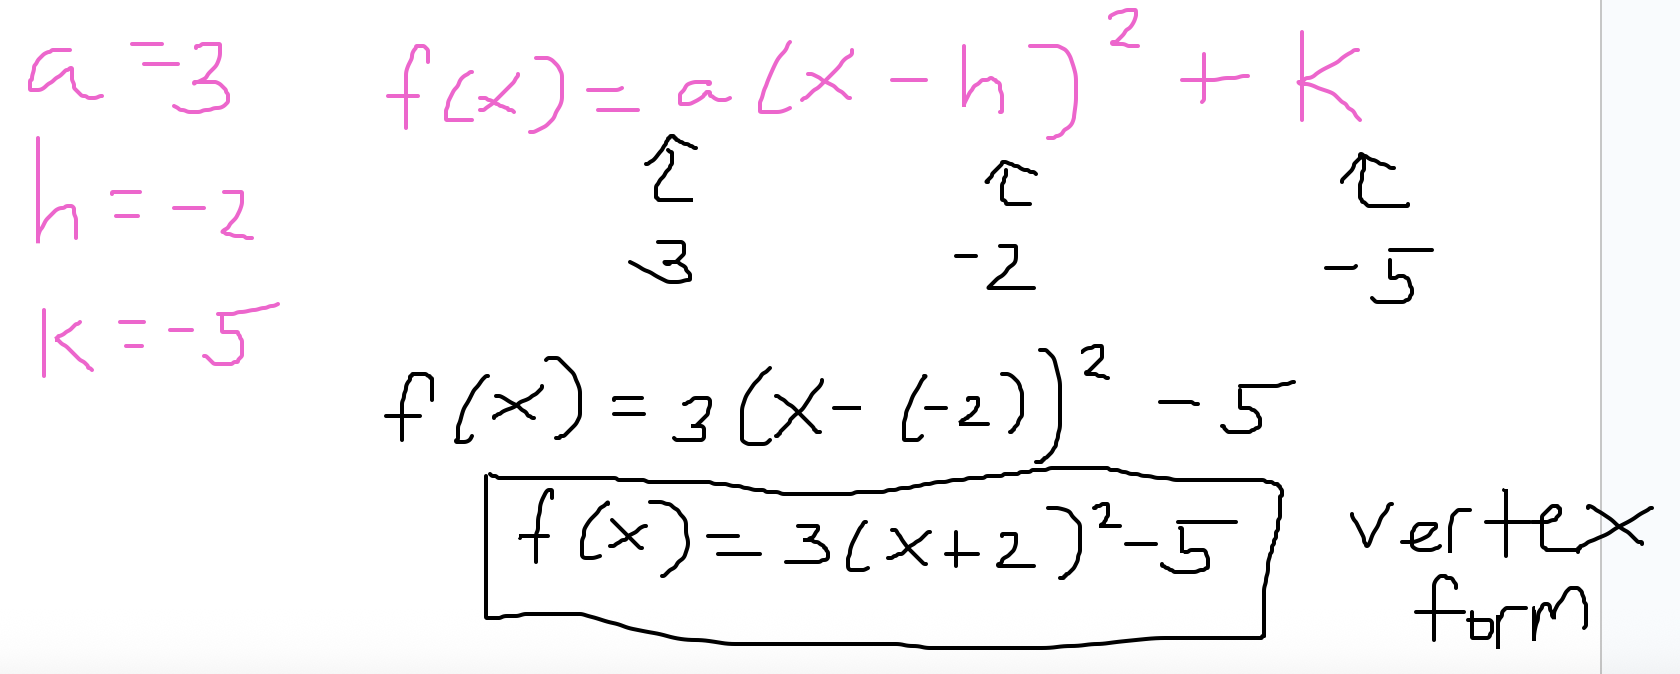 a = 3
f(x) = a(x - h)² + k
h = -2
3 -2 -5
k = -5
f(x) = 3(x - (-2))² - 5
f(x) = 3(x+2)² - 5
vertex
form